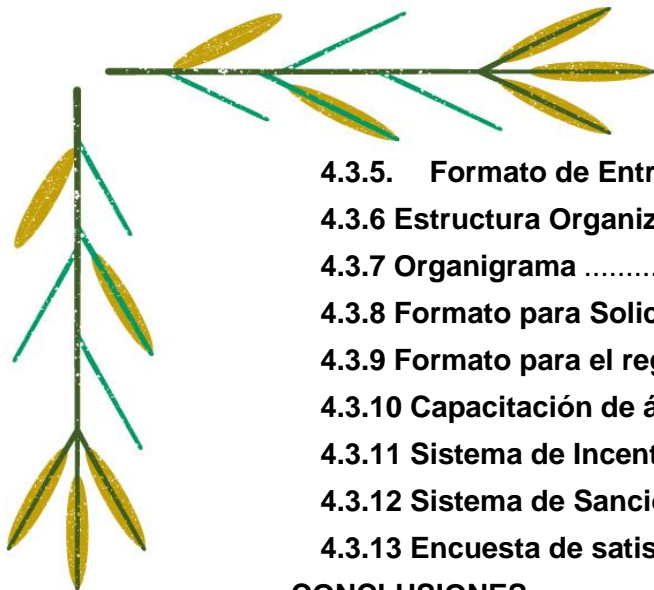 4.3.5. Formato de Entr
4.3.6 Estructura Organiz
4.3.7 Organigrama .........
4.3.8 Formato para Solic
4.3.9 Formato para el reg
4.3.10 Capacitación de á
4.3.11 Sistema de Incent
4.3.12 Sistema de Sancio
4.3.13 Encuesta de satis
CONCLUSIONES